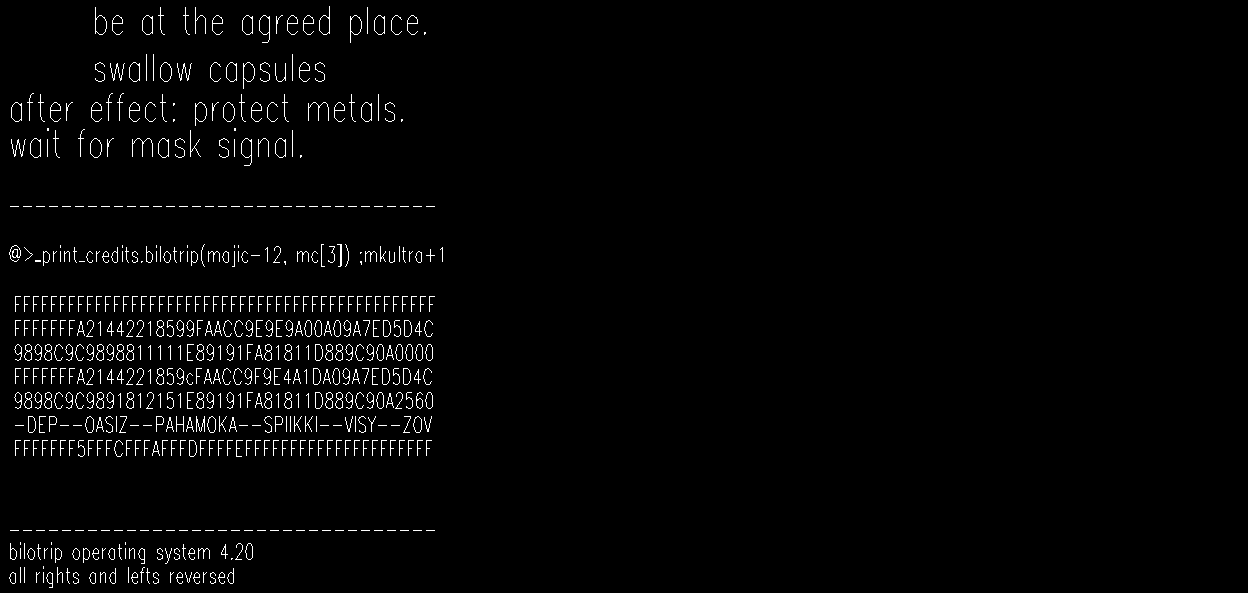 be at the agreed place.
swallow capsules
after effect: protect metals.
wait for mask signal.
----------------------------------
@>_print_credits.bilotrip(majic-12, mc[3]) ;mkultra+1
FFFFFFFFFFFFFFFFFFFFFFFFFFFFFFFFFFFFFFFFFFFFFFF
FFFFFFFA21442218599FAACC9E9E9A00A09A7ED5D4C
9898C9C9898811111E89191FA81811D889C90A0000
FFFFFFFA2144221859cFAACC9F9E4A1DA09A7ED5D4C
9898C9C9891812151E89191FA81811D889C90A2560
-DEP--OASIZ--PAHAMOKA--SPIIKKI--VISY--ZOV
FFFFFFF5FFFCFFFAFFFDFFFFEFFFFFFFFFFFFFFFFFFFFF
----------------------------------
bilotrip operating system 4.20
all rights and lefts reversed